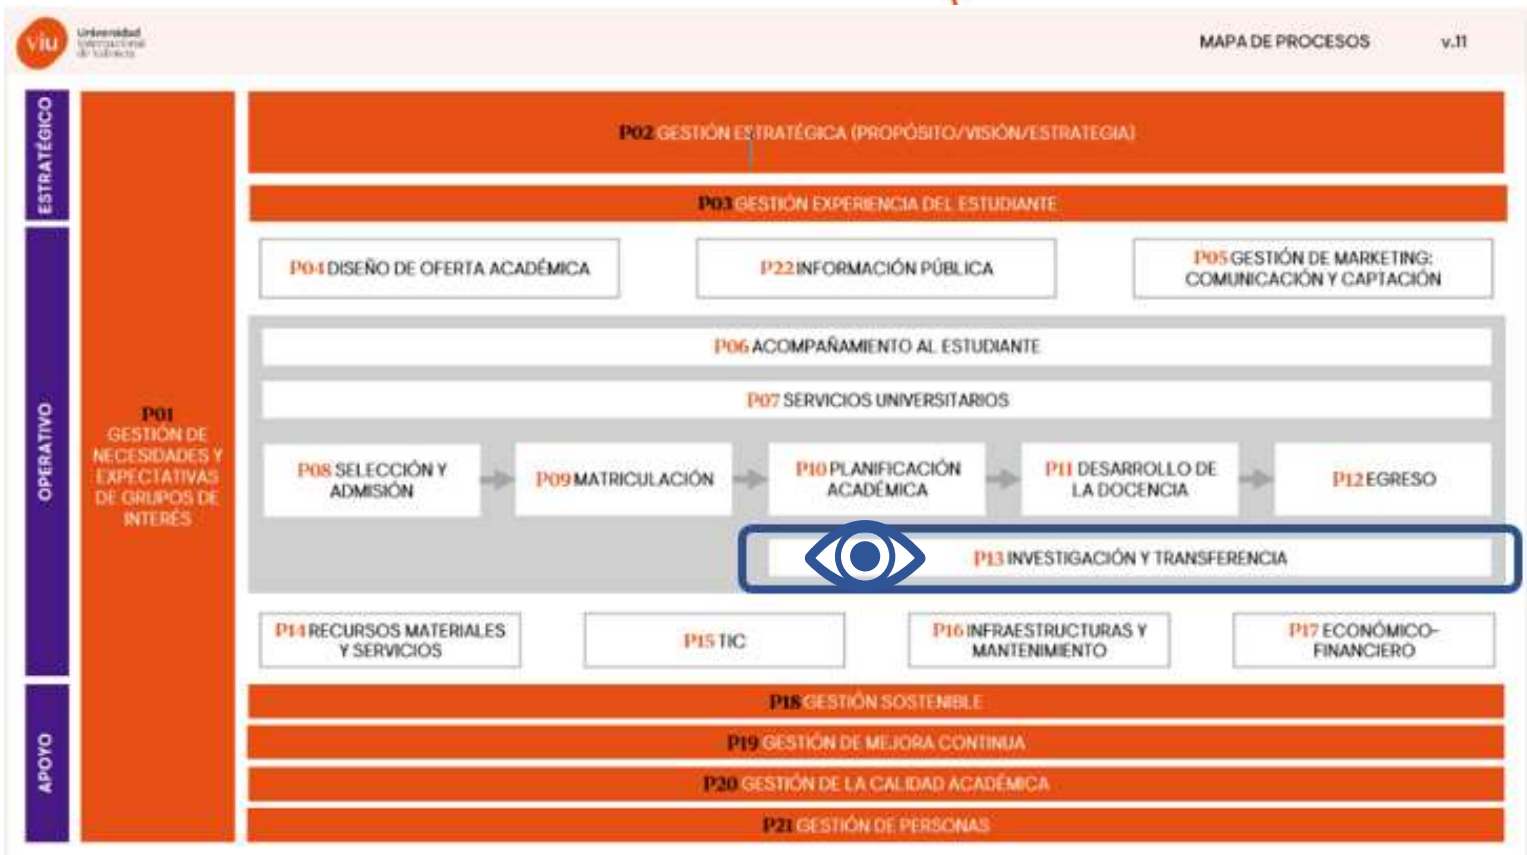 viu
Universidad
Internacional
de Valencia
MAPA DE PROCESOS v.11
ESTRATÉGICO
P02 GESTIÓN ESTRATÉGICA (PROPÓSITO/VISIÓN/ESTRATEGIA)
P03 GESTIÓN EXPERIENCIA DEL ESTUDIANTE
OPERATIVO
P01
GESTIÓN DE
NECESIDADES Y
EXPECTATIVAS
DE GRUPOS DE
INTERÉS
P04 DISEÑO DE OFERTA ACADÉMICA
P22 INFORMACIÓN PÚBLICA
P05 GESTIÓN DE MARKETING:
COMUNICACIÓN Y CAPTACIÓN
P06 ACOMPAÑAMIENTO AL ESTUDIANTE
P07 SERVICIOS UNIVERSITARIOS
P08 SELECCIÓN Y
ADMISIÓN
P09 MATRICULACIÓN
P10 PLANIFICACIÓN
ACADÉMICA
P11 DESARROLLO DE
LA DOCENCIA
P12 EGRESO
P13 INVESTIGACIÓN Y TRANSFERENCIA
P14 RECURSOS MATERIALES
Y SERVICIOS
P15 TIC
P16 INFRAESTRUCTURAS Y
MANTENIMIENTO
P17 ECONÓMICO-
FINANCIERO
APOYO
P18 GESTIÓN SOSTENIBLE
P19 GESTIÓN DE MEJORA CONTINUA
P20 GESTIÓN DE LA CALIDAD ACADÉMICA
P21 GESTIÓN DE PERSONAS